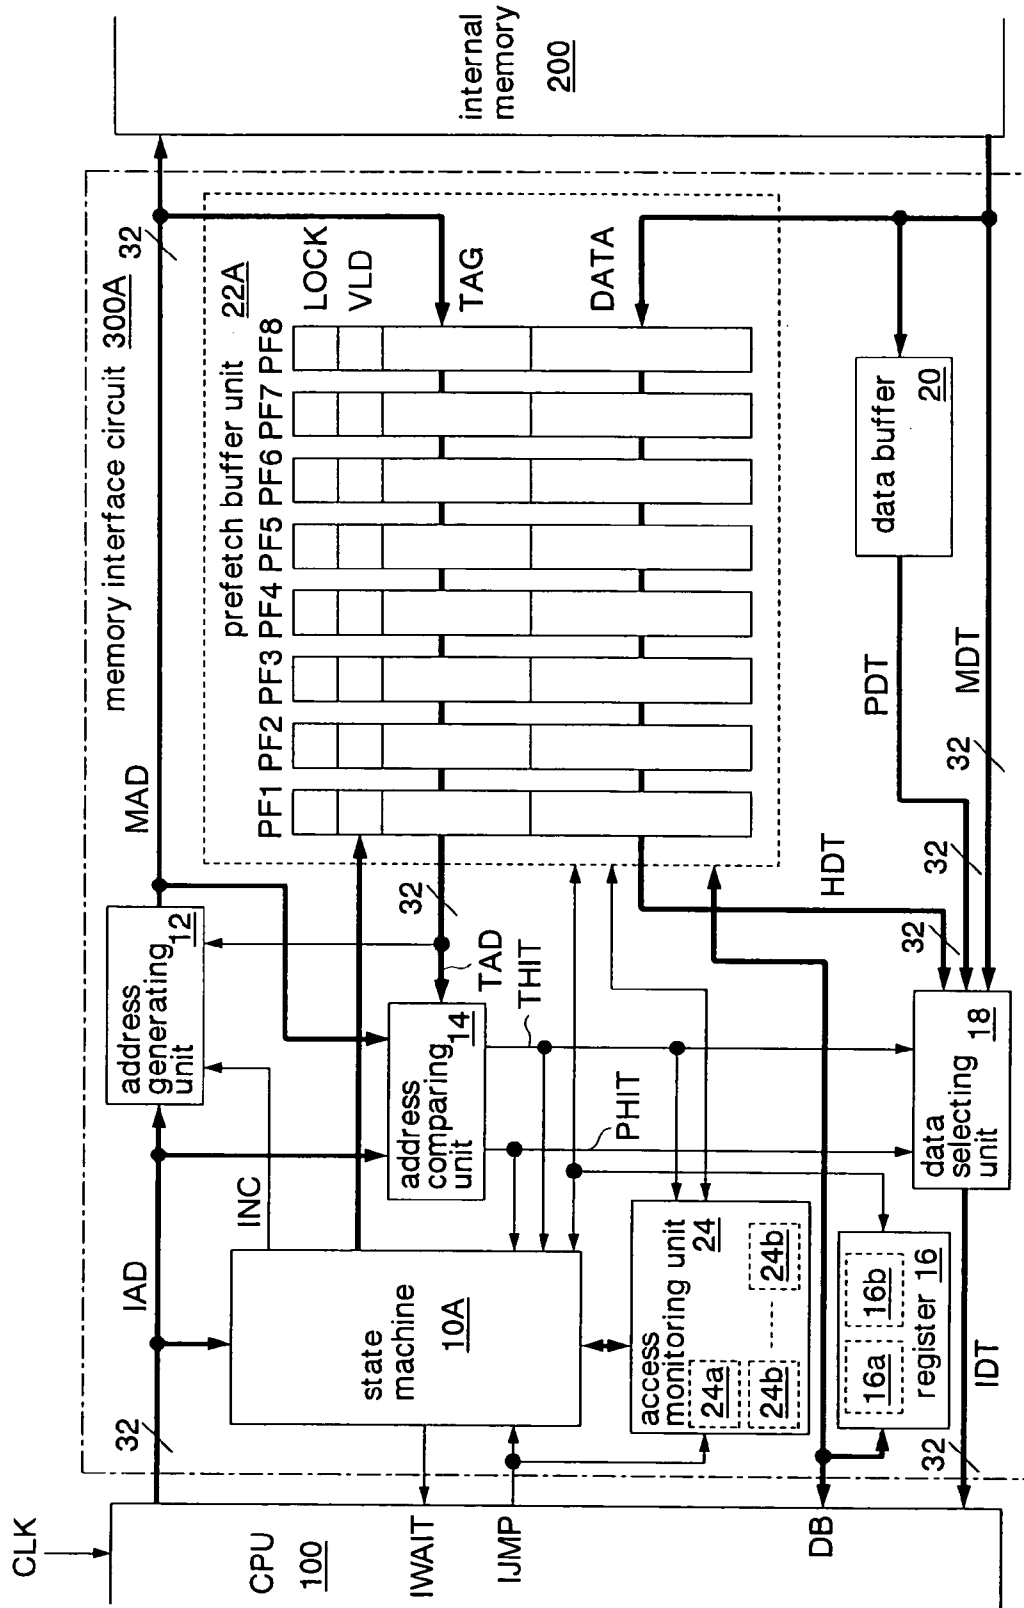 CLK
CPU
100
IWAIT
IJMP
DB
32
IAD
INC
state
machine
10A
access
monitoring unit
24
24a
24b
24b
16a
16b
register 16
32
IDT
address
generating
unit
12
MAD
address
comparing
unit
14
TAD
THIT
PHIT
data
selecting
unit
18
32
32
32
32
HDT
PDT
MDT
memory interface circuit 300A
32
prefetch buffer unit 22A
PF1 PF2 PF3 PF4 PF5 PF6 PF7 PF8
LOCK
VLD
TAG
DATA
data buffer
20
32
internal
memory
200